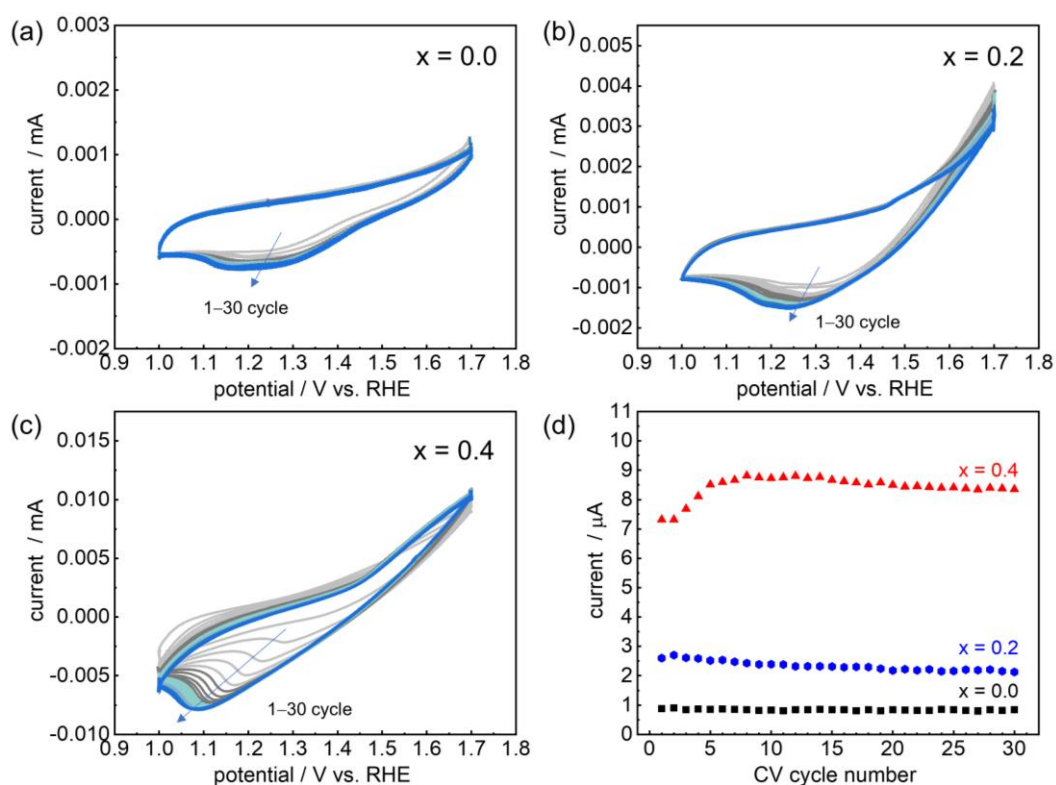 (a)
x = 0.0
0.003
0.002
0.001
0.000
-0.001
-0.002
current / mA
1–30 cycle
0.9 1.0 1.1 1.2 1.3 1.4 1.5 1.6 1.7 1.8
potential / V vs. RHE
(b)
x = 0.2
0.005
0.004
0.003
0.002
0.001
0.000
-0.001
-0.002
current / mA
1–30 cycle
0.9 1.0 1.1 1.2 1.3 1.4 1.5 1.6 1.7 1.8
potential / V vs. RHE
(c)
x = 0.4
0.015
0.010
0.005
0.000
-0.005
-0.010
current / mA
1–30 cycle
0.9 1.0 1.1 1.2 1.3 1.4 1.5 1.6 1.7 1.8
potential / V vs. RHE
(d)
11
10
9
8
7
6
5
4
3
2
1
0
current / μA
x = 0.4
x = 0.2
x = 0.0
0 5 10 15 20 25 30
CV cycle number